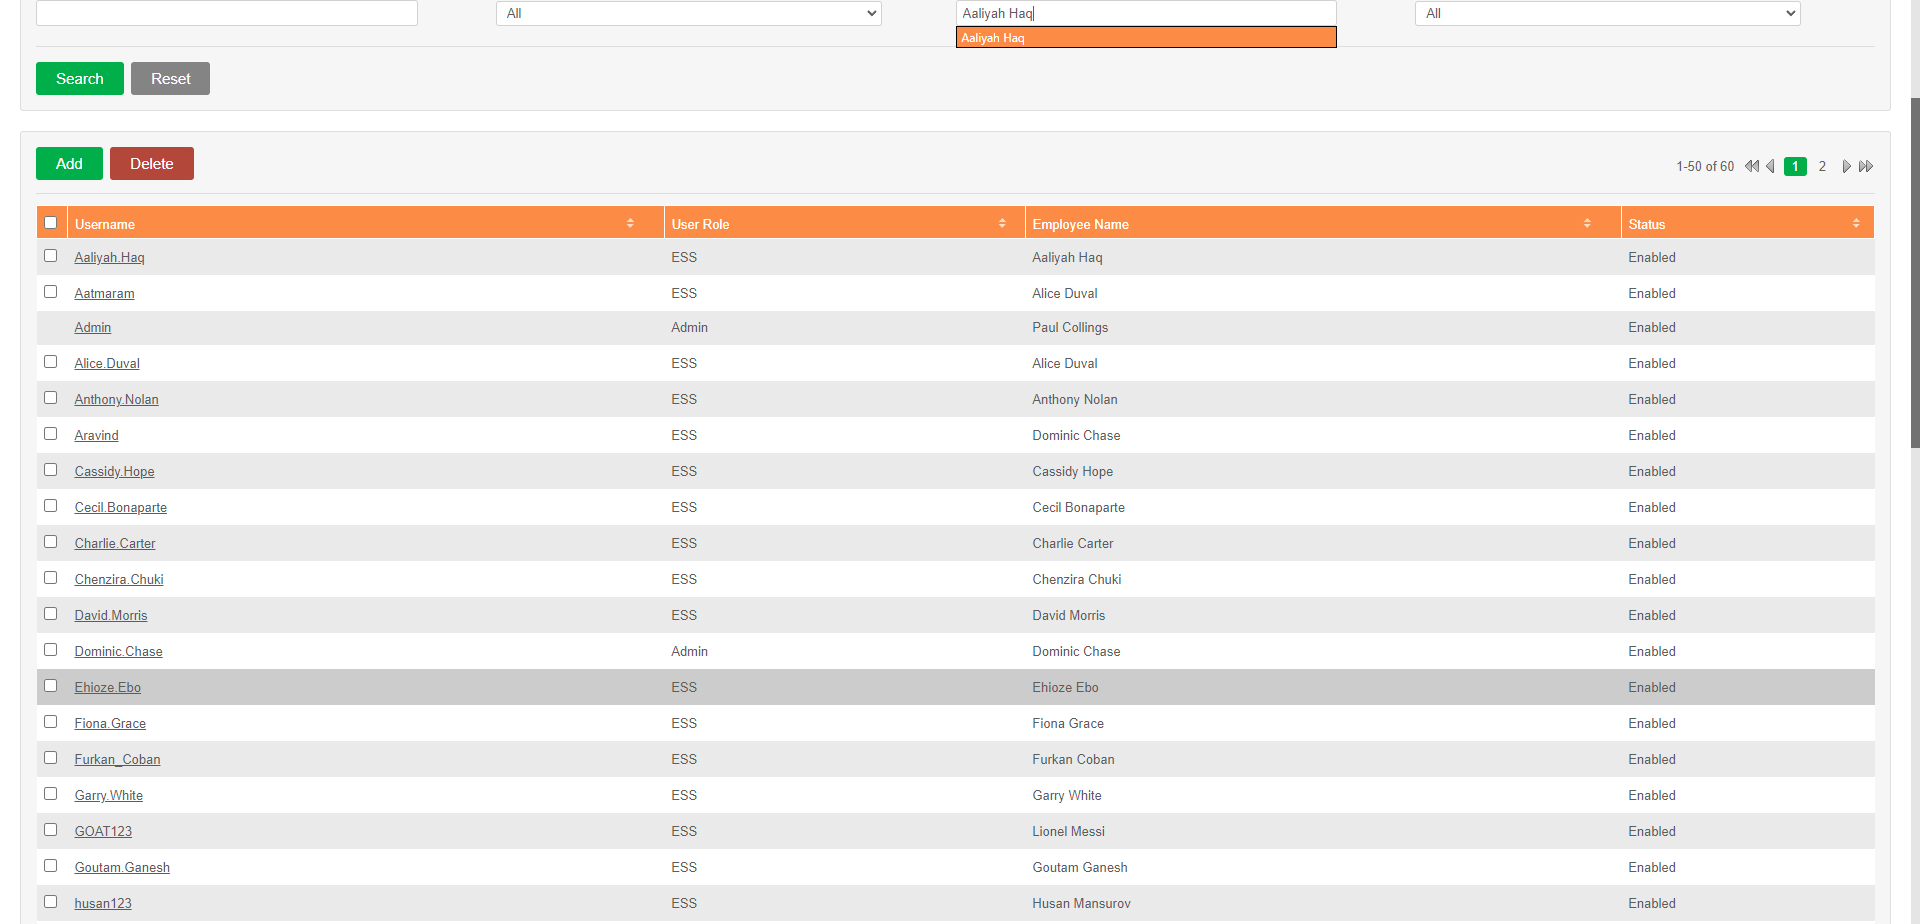 All Aaliyah Haq All
Aaliyah Haq
Search Reset
Add Delete 1-50 of 60 1 2
Username User Role Employee Name Status
Aaliyah.Haq ESS Aaliyah Haq Enabled
Aatmaram ESS Alice Duval Enabled
Admin Admin Paul Collings Enabled
Alice.Duval ESS Alice Duval Enabled
Anthony.Nolan ESS Anthony Nolan Enabled
Aravind ESS Dominic Chase Enabled
Cassidy.Hope ESS Cassidy Hope Enabled
Cecil.Bonaparte ESS Cecil Bonaparte Enabled
Charlie.Carter ESS Charlie Carter Enabled
Chenzira.Chuki ESS Chenzira Chuki Enabled
David.Morris ESS David Morris Enabled
Dominic.Chase Admin Dominic Chase Enabled
Ehioze.Ebo ESS Ehioze Ebo Enabled
Fiona.Grace ESS Fiona Grace Enabled
Furkan_Coban ESS Furkan Coban Enabled
Garry.White ESS Garry White Enabled
GOAT123 ESS Lionel Messi Enabled
Goutam.Ganesh ESS Goutam Ganesh Enabled
husan123 ESS Husan Mansurov Enabled